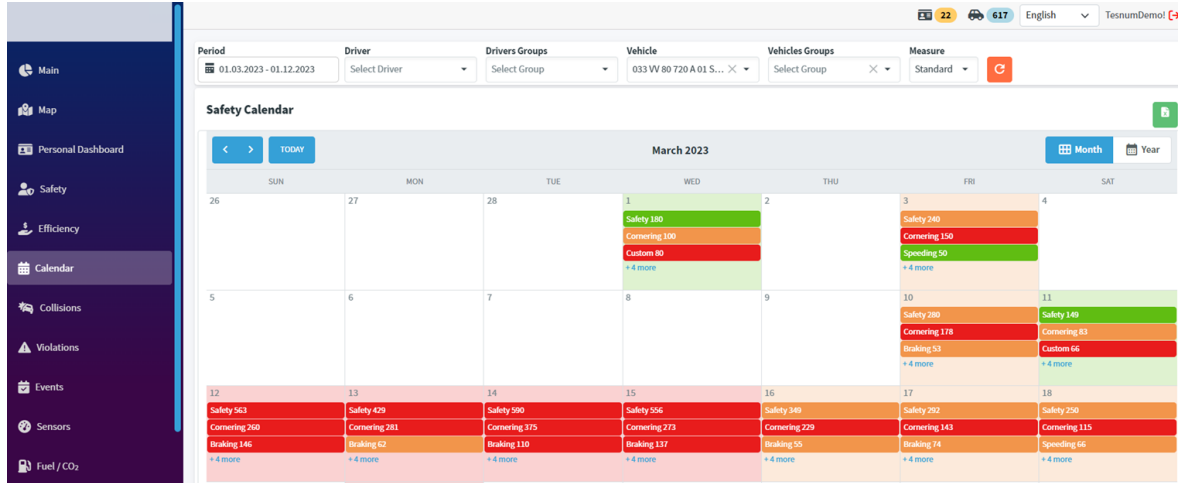 22 617 English TesnumDemo!
Period Driver Drivers Groups Vehicle Vehicles Groups Measure
01.03.2023 - 01.12.2023 Select Driver Select Group 033 VV 80 720 A 01 S... Select Group Standard
Main
Map
Personal Dashboard
Safety
Efficiency
Calendar
Collisions
Violations
Events
Sensors
Fuel / CO₂
Safety Calendar
TODAY March 2023 Month Year
SUN MON TUE WED THU FRI SAT
26 27 28 1 2 3 4
Safety 180 Safety 240
Cornering 100 Cornering 150
Custom 80 Speeding 50
+ 4 more + 4 more
5 6 7 8 9 10 11
Safety 280 Safety 149
Cornering 178 Cornering 83
Braking 53 Custom 66
+ 4 more + 4 more
12 13 14 15 16 17 18
Safety 563 Safety 429 Safety 590 Safety 556 Safety 349 Safety 292 Safety 250
Cornering 260 Cornering 281 Cornering 375 Cornering 273 Cornering 229 Cornering 143 Cornering 115
Braking 146 Braking 62 Braking 110 Braking 137 Braking 55 Braking 74 Speeding 66
+ 4 more + 4 more + 4 more + 4 more + 4 more + 4 more + 4 more